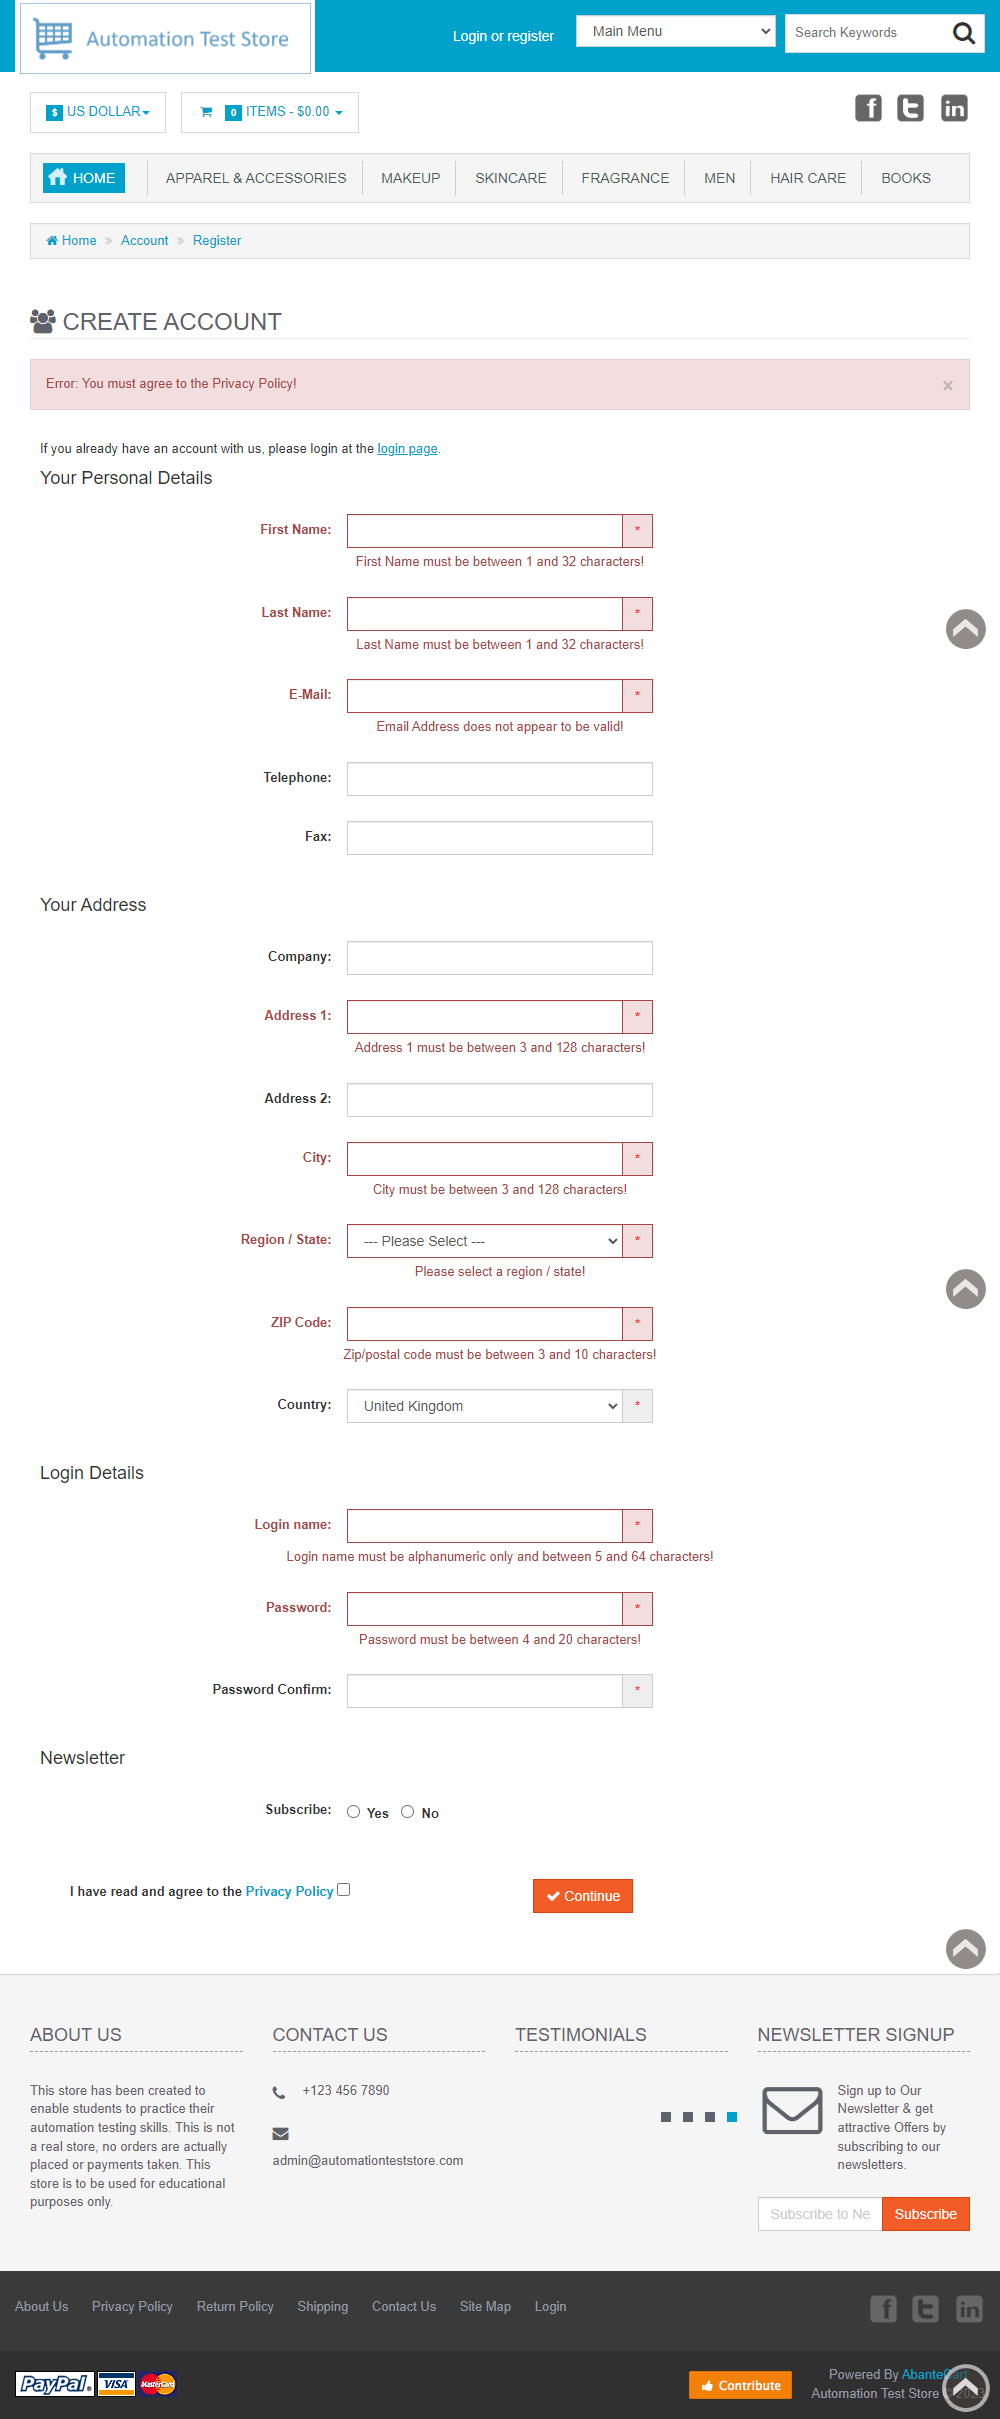 Automation Test Store
Login or register
Main Menu
Search Keywords
$ US DOLLAR
0 ITEMS - $0.00
HOME
APPAREL & ACCESSORIES
MAKEUP
SKINCARE
FRAGRANCE
MEN
HAIR CARE
BOOKS
Home » Account » Register
CREATE ACCOUNT
Error: You must agree to the Privacy Policy!
×
If you already have an account with us, please login at the login page.
Your Personal Details
First Name: *
First Name must be between 1 and 32 characters!
Last Name: *
Last Name must be between 1 and 32 characters!
E-Mail: *
Email Address does not appear to be valid!
Telephone:
Fax:
Your Address
Company:
Address 1: *
Address 1 must be between 3 and 128 characters!
Address 2:
City: *
City must be between 3 and 128 characters!
Region / State: --- Please Select --- *
Please select a region / state!
ZIP Code: *
Zip/postal code must be between 3 and 10 characters!
Country: United Kingdom *
Login Details
Login name: *
Login name must be alphanumeric only and between 5 and 64 characters!
Password: *
Password must be between 4 and 20 characters!
Password Confirm: *
Newsletter
Subscribe: Yes No
I have read and agree to the Privacy Policy
Continue
ABOUT US
This store has been created to
enable students to practice their
automation testing skills. This is not
a real store, no orders are actually
placed or payments taken. This
store is to be used for educational
purposes only.
CONTACT US
+123 456 7890
admin@automationteststore.com
TESTIMONIALS
NEWSLETTER SIGNUP
Sign up to Our
Newsletter & get
attractive Offers by
subscribing to our
newsletters.
Subscribe to Ne
Subscribe
About Us
Privacy Policy
Return Policy
Shipping
Contact Us
Site Map
Login
PayPal
VISA
MasterCard
Contribute
Powered By AbanteCart
Automation Test Store ©